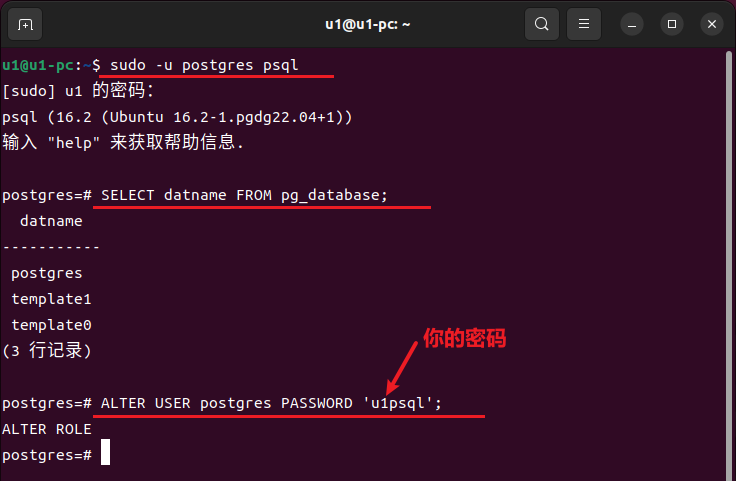 u1@u1-pc: ~
u1@u1-pc:~$ sudo -u postgres psql
[sudo] u1 的密码：
psql (16.2 (Ubuntu 16.2-1.pgdg22.04+1))
输入 "help" 来获取帮助信息.
postgres=# SELECT datname FROM pg_database;
datname
-----------
postgres
template1
template0
(3 行记录)
你的密码
postgres=# ALTER USER postgres PASSWORD 'u1psql';
ALTER ROLE
postgres=#